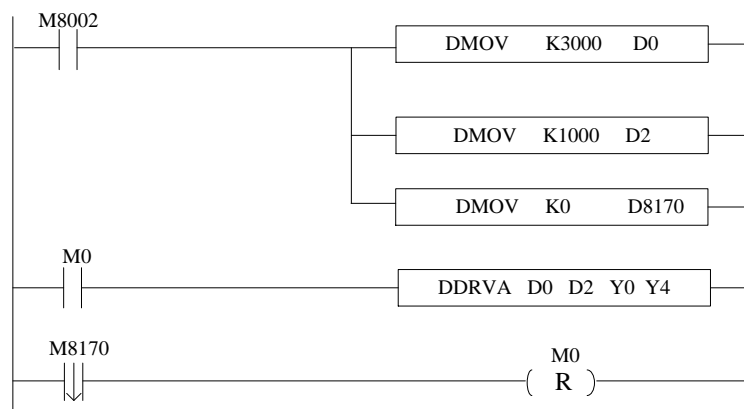 M8002
DMOV K3000 D0
DMOV K1000 D2
DMOV K0 D8170
M0
DDRVA D0 D2 Y0 Y4
M8170
M0
( R )